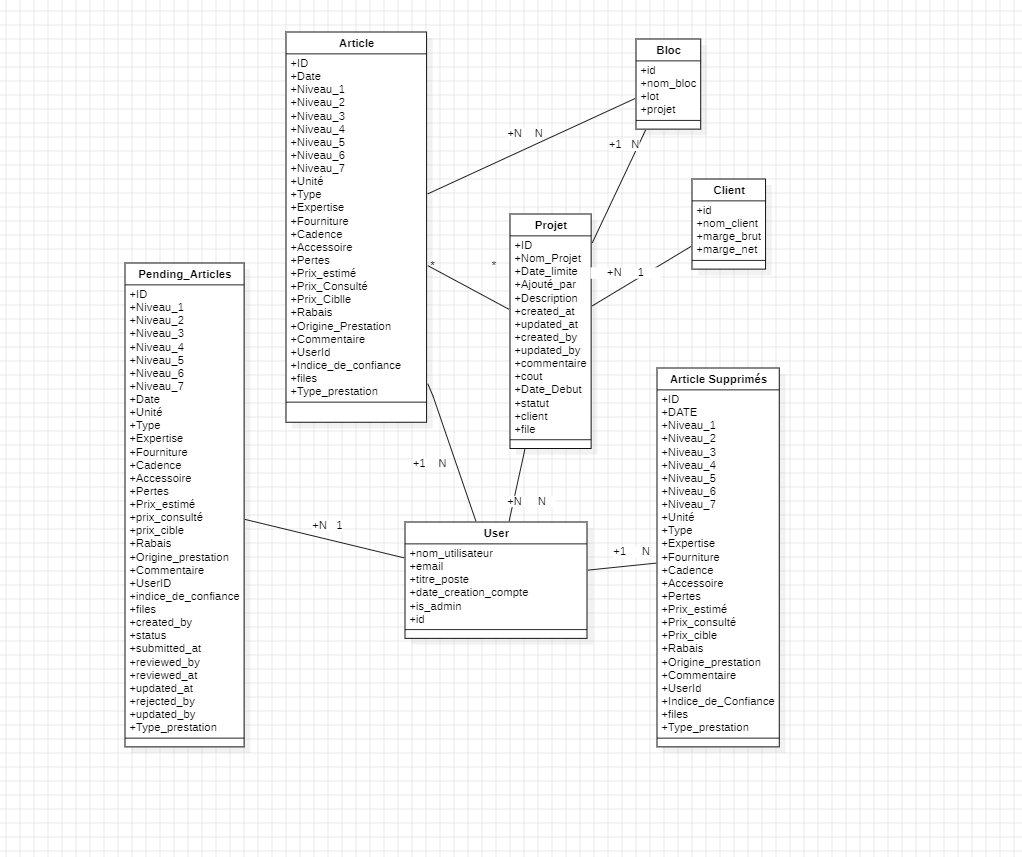 Article
+ID
+Date
+Niveau_1
+Niveau_2
+Niveau_3
+Niveau_4
+Niveau_5
+Niveau_6
+Niveau_7
+Unité
+Type
+Expertise
+Fourniture
+Cadence
+Accessoire
+Pertes
+Prix_estimé
+Prix_Consulté
+Prix_Ciblle
+Rabais
+Origine_Prestation
+Commentaire
+UserId
+Indice_de_confiance
+files
+Type_prestation
Bloc
+id
+nom_bloc
+lot
+projet
+N N
+1 N
Client
+id
+nom_client
+marge_brut
+marge_net
Projet
+ID
+Nom_Projet
+Date_limite
+Ajouté_par
+Description
+created_at
+updated_at
+created_by
+updated_by
+commentaire
+cout
+Date_Debut
+statut
+client
+file
* *
+N 1
Pending_Articles
+ID
+Niveau_1
+Niveau_2
+Niveau_3
+Niveau_4
+Niveau_5
+Niveau_6
+Niveau_7
+Date
+Unité
+Type
+Expertise
+Fourniture
+Cadence
+Accessoire
+Pertes
+Prix_estimé
+prix_consulté
+prix_cible
+Rabais
+Origine_prestation
+Commentaire
+UserID
+indice_de_confiance
+files
+created_by
+status
+submitted_at
+reviewed_by
+reviewed_at
+updated_at
+rejected_by
+updated_by
+Type_prestation
+1 N
+N N
+N 1
User
+nom_utilisateur
+email
+titre_poste
+date_creation_compte
+is_admin
+id
+1 N
Article Supprimés
+ID
+DATE
+Niveau_1
+Niveau_2
+Niveau_3
+Niveau_4
+Niveau_5
+Niveau_6
+Niveau_7
+Unité
+Type
+Expertise
+Fourniture
+Cadence
+Accessoire
+Pertes
+Prix_estimé
+Prix_consulté
+Prix_cible
+Rabais
+Origine_prestation
+Commentaire
+UserId
+Indice_de_Confiance
+files
+Type_prestation